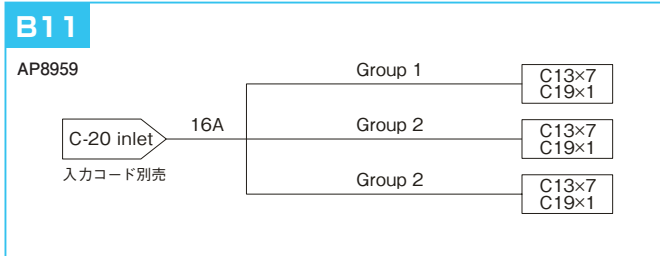 B11
AP8959
Group 1
C13×7
C19×1
C-20 inlet
16A
Group 2
C13×7
C19×1
入力コード別売
Group 2
C13×7
C19×1